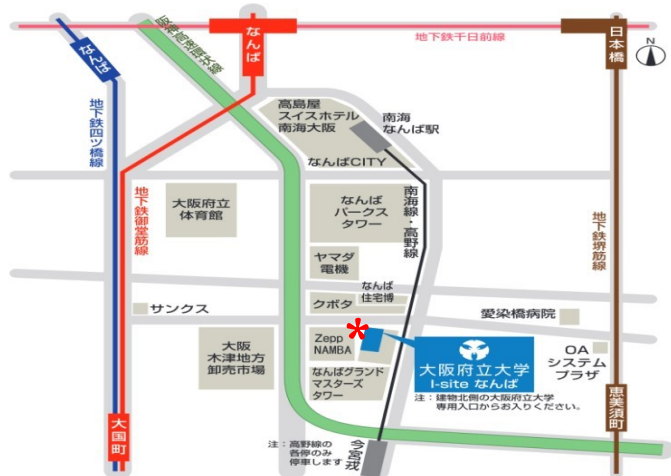 なんば
阪神高速環状線
なんば
地下鉄千日前線
日本橋
N
地下鉄四ツ橋線
高島屋
スイスホテル
南海大阪
南海
なんば駅
なんばCITY
地下鉄御堂筋線
大阪府立
体育館
なんば
パークス
タワー
南海線・高野線
地下鉄堺筋線
ヤマダ
電機
なんば
住宅博
クボタ
サンクス
愛染橋病院
*
大阪
木津地方
卸売市場
Zepp
NAMBA
大阪府立大学
I-site なんば
OA
システム
プラザ
なんばグランド
マスターズ
タワー
注：建物北側の大阪府立大学
専用入口からお入りください。
大国町
恵美須町
注：高野線の
各停のみ
停車します
今宮戎